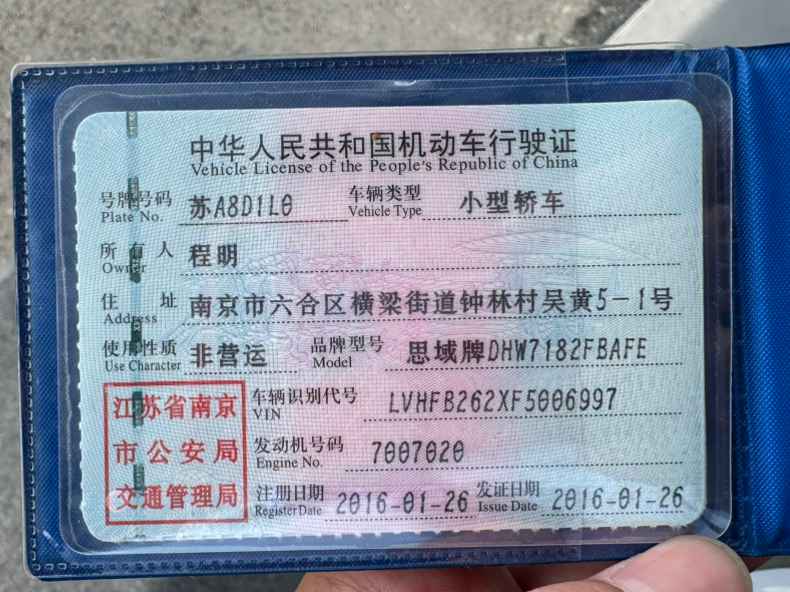 中华人民共和国机动车行驶证
Vehicle License of the People's Republic of China
号牌号码 苏A8D1L0 车辆类型 小型轿车
Plate No. Vehicle Type
所有人 程明
Owner
住址 南京市六合区横梁街道钟林村吴黄5-1号
Address
使用性质 非营运 品牌型号 思域牌DHW7182FBAFE
Use Character Model
江苏省南京
市公安局
交通管理局
车辆识别代号 LVHFB262XF5006997
VIN
发动机号码 7007020
Engine No.
注册日期 2016-01-26 发证日期 2016-01-26
Register Date Issue Date